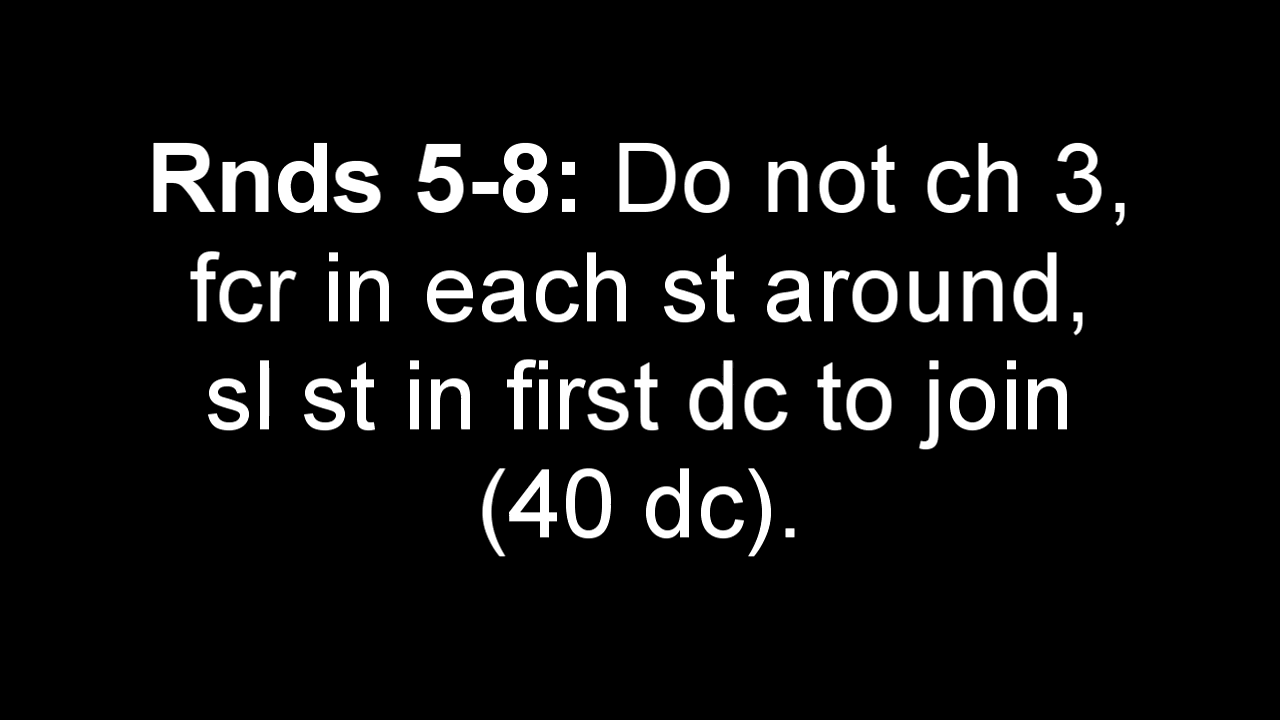 Rnds 5-8: Do not ch 3,
fcr in each st around,
sl st in first dc to join
(40 dc).